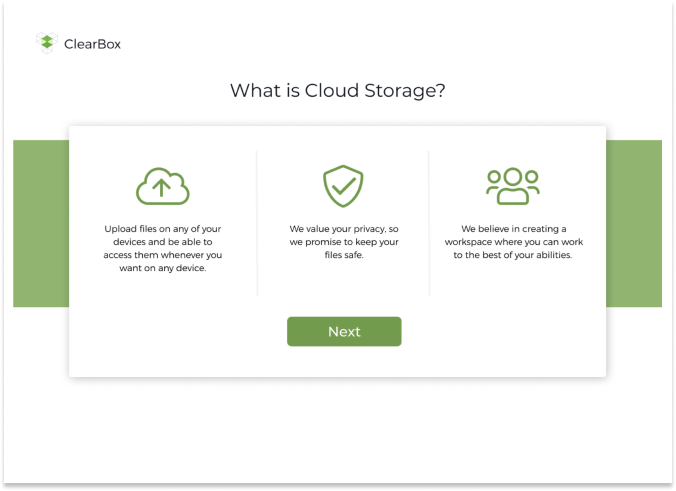 ClearBox
What is Cloud Storage?
Upload files on any of your
devices and be able to
access them whenever you
want on any device.
We value your privacy, so
we promise to keep your
files safe.
We believe in creating a
workspace where you can work
to the best of your abilities.
Next